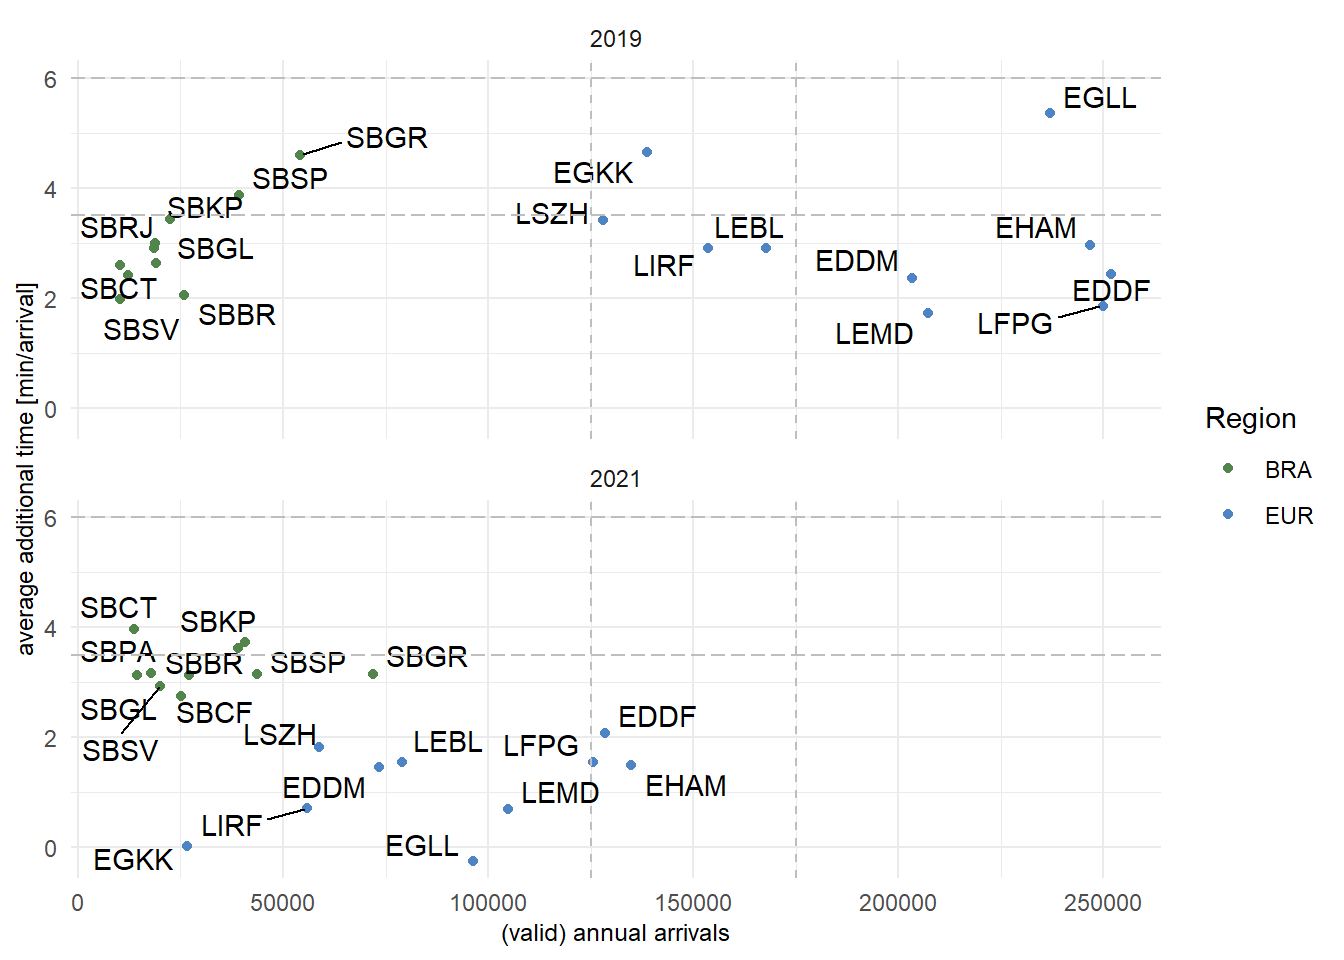 2019
6
EGLL
SBGR
EGKK
SBSP
4
SBKP
LSZH
SBRJ
LEBL
EHAM
SBGL
LIRF
EDDM
SBCT
EDDF
2
SBBR
LFPG
SBSV
LEMD
0
average additional time [min/arrival]
Region
BRA
EUR
2021
6
SBCT
SBKP
4
SBPA
SBBR
SBSP
SBGR
SBGL
SBCF
EDDF
LSZH
LEBL
LFPG
2
SBSV
EDDM
LEMD
EHAM
LIRF
EGLL
0
EGKK
0 50000 100000 150000 200000 250000
(valid) annual arrivals